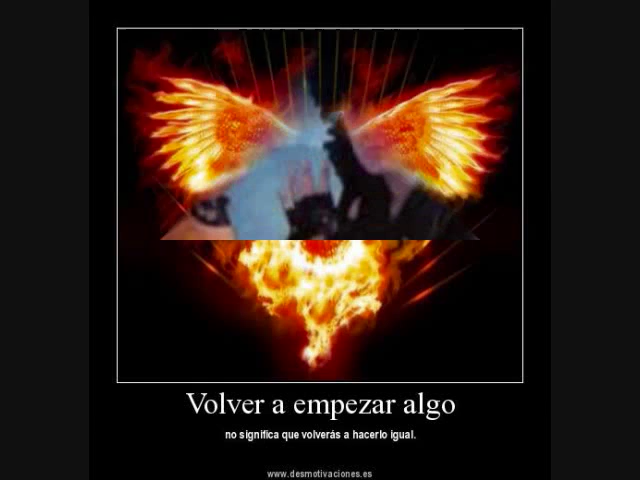 Volver a empezar algo
no significa que volverás a hacerlo igual.
www.desmotivaciones.es